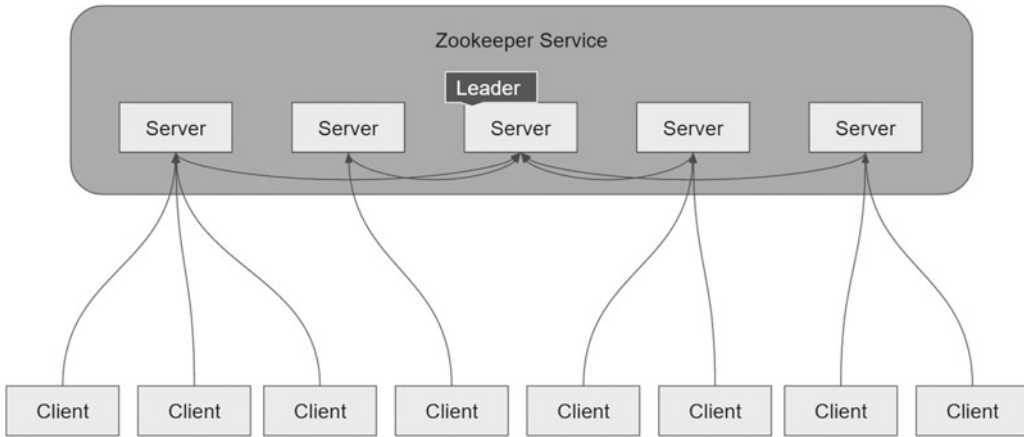 Zookeeper Service
Leader
Server
Server
Server
Server
Server
Client
Client
Client
Client
Client
Client
Client
Client